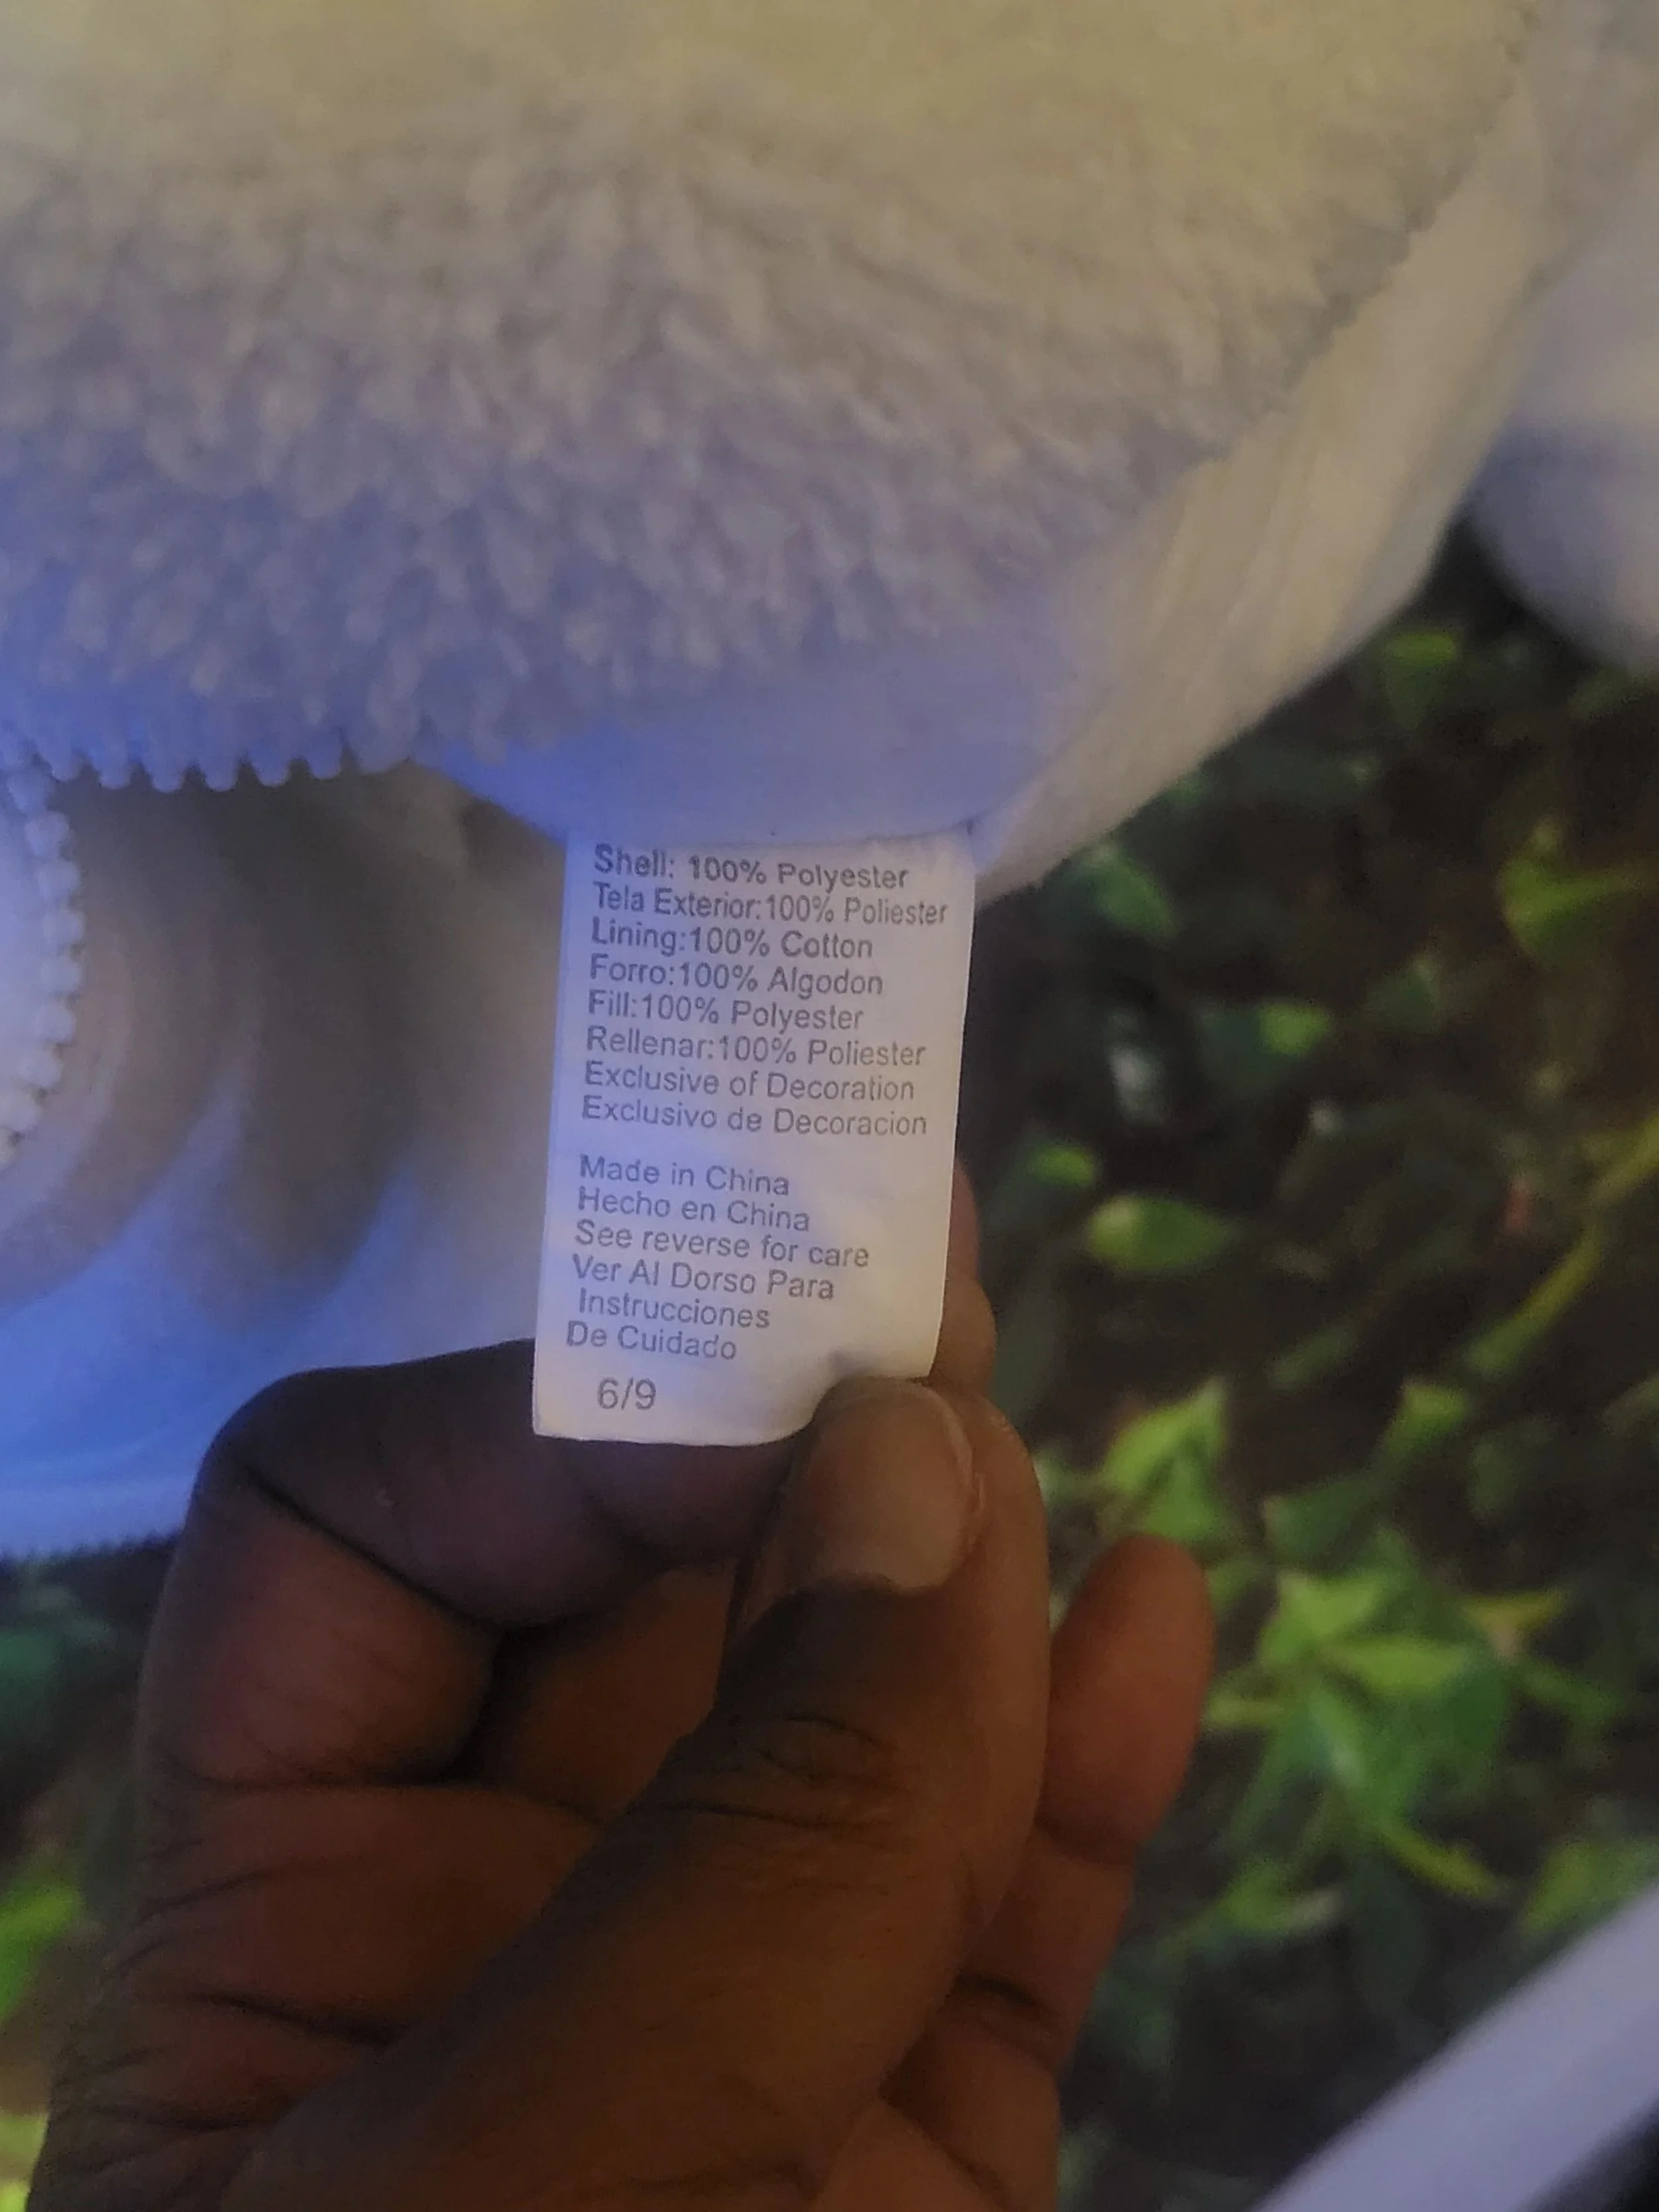 Shell: 100% Polyester
Tela Exterior:100% Poliester
Lining:100% Cotton
Forro:100% Algodon
Fill:100% Polyester
Rellenar:100% Poliester
Exclusive of Decoration
Exclusivo de Decoracion
Made in China
Hecho en China
See reverse for care
Ver Al Dorso Para
Instrucciones
De Cuidado
6/9